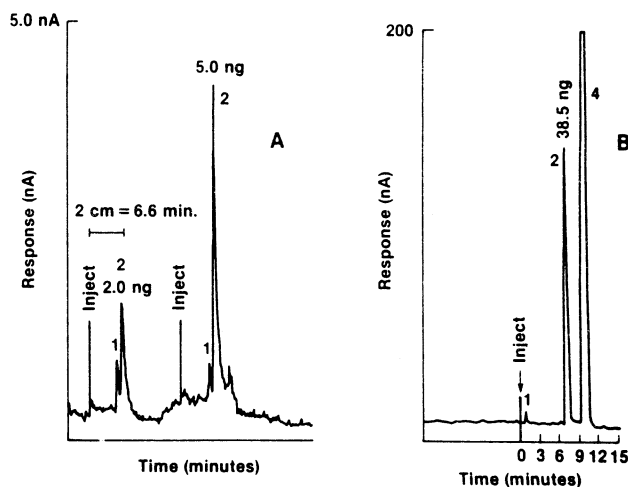 5.0 nA
5.0 ng
2
A
2 cm = 6.6 min.
Inject
2
2.0 ng
Inject
1
1
Response (nA)
Time (minutes)
200
38.5 ng
4
2
B
Inject
1
Response (nA)
0 3 6 9 12 15
Time (minutes)